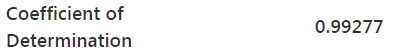 Coefficient of
Determination
0.99277